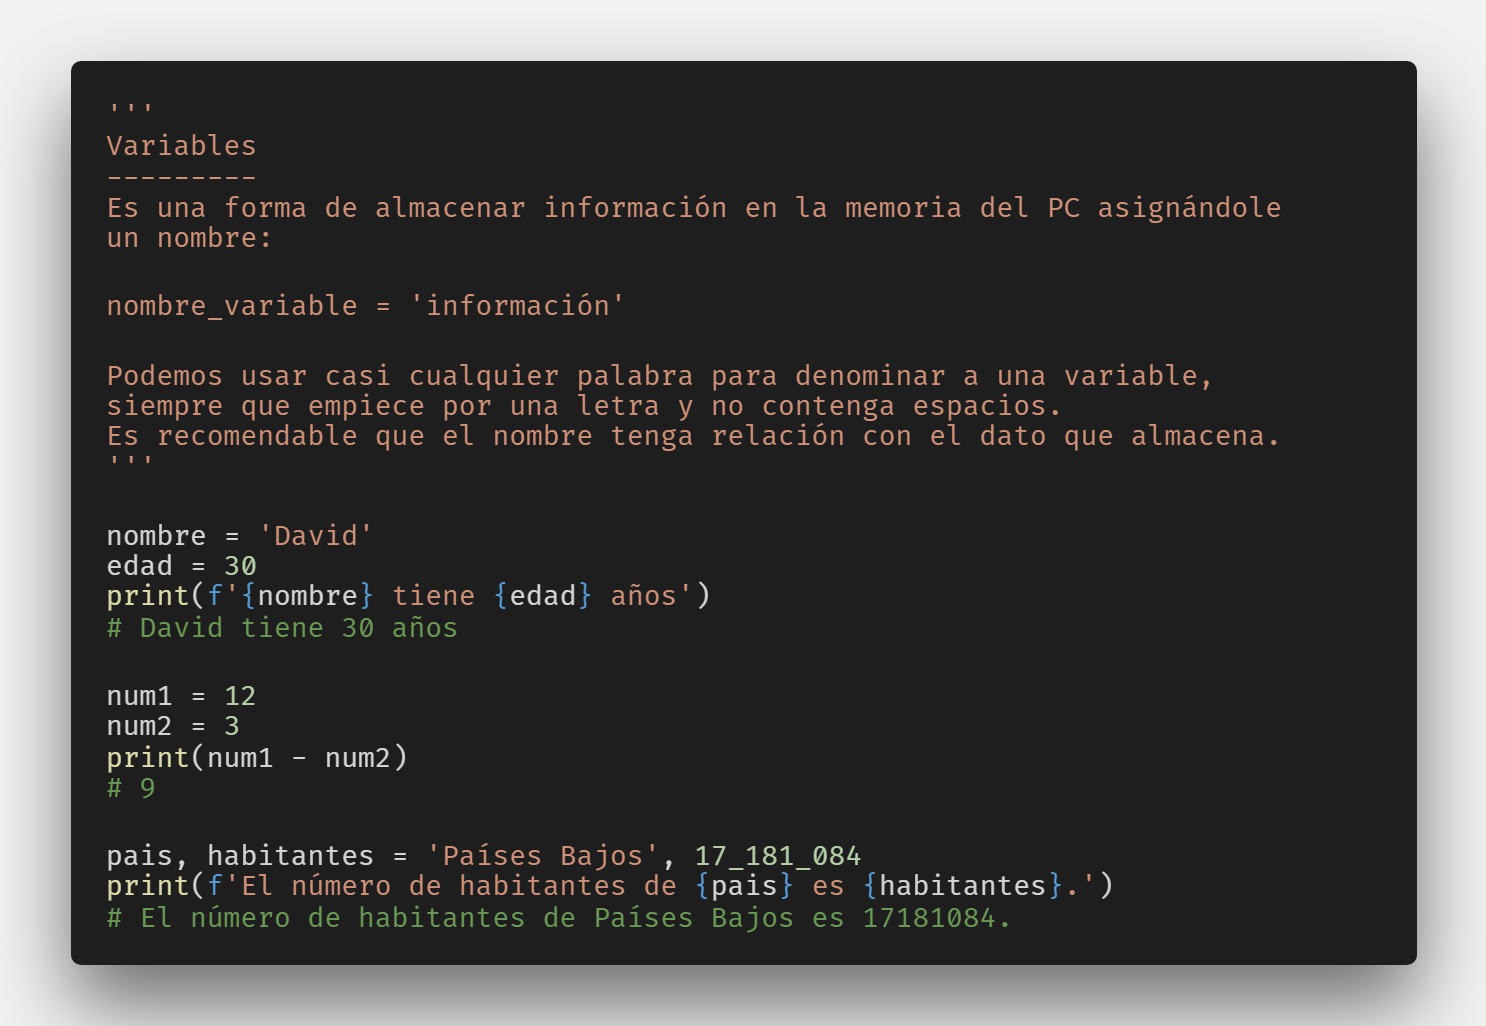 '''
Variables
---------
Es una forma de almacenar información en la memoria del PC asignándole
un nombre:

nombre_variable = 'información'

Podemos usar casi cualquier palabra para denominar a una variable,
siempre que empiece por una letra y no contenga espacios.
Es recomendable que el nombre tenga relación con el dato que almacena.
'''

nombre = 'David'
edad = 30
print(f'{nombre} tiene {edad} años')
# David tiene 30 años

num1 = 12
num2 = 3
print(num1 - num2)
# 9

pais, habitantes = 'Países Bajos', 17_181_084
print(f'El número de habitantes de {pais} es {habitantes}.')
# El número de habitantes de Países Bajos es 17181084.